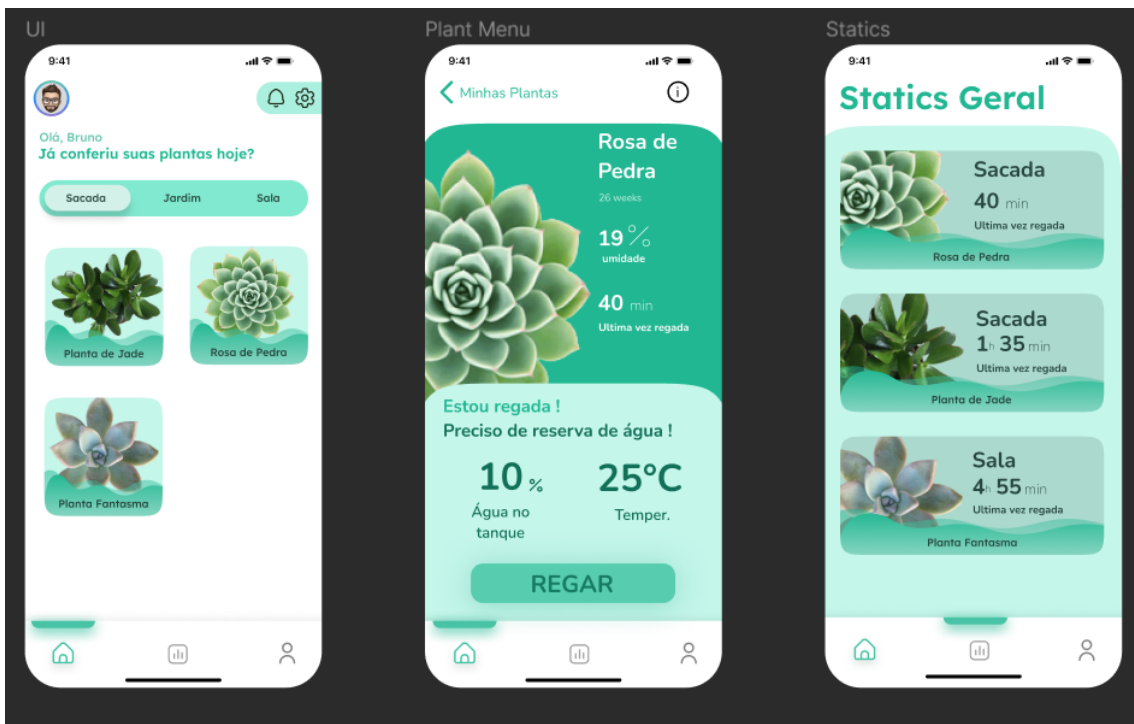 UI
9:41
Olá, Bruno
Já conferiu suas plantas hoje?
Sacada Jardim Sala
Planta de Jade
Rosa de Pedra
Planta Fantasma
Plant Menu
9:41
Minhas Plantas
Rosa de
Pedra
26 weeks
19 %
umidade
40 min
Ultima vez regada
Estou regada !
Preciso de reserva de água !
10 %
Água no
tanque
25°C
Temper.
REGAR
Statics
9:41
Statics Geral
Sacada
40 min
Ultima vez regada
Rosa de Pedra
Sacada
1h 35 min
Ultima vez regada
Planta de Jade
Sala
4h 55 min
Ultima vez regada
Planta Fantasma